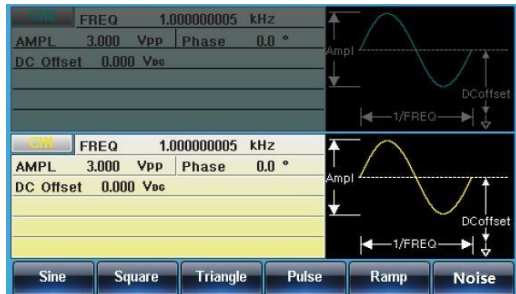 CH2 FREQ 1.000000005 kHz
AMPL 3.000 Vpp Phase 0.0 °
DC Offset 0.000 VDC
Ampl
DCoffset
1/FREQ
CH1 FREQ 1.000000005 kHz
AMPL 3.000 Vpp Phase 0.0 °
DC Offset 0.000 VDC
Ampl
DCoffset
1/FREQ
Sine Square Triangle Pulse Ramp Noise